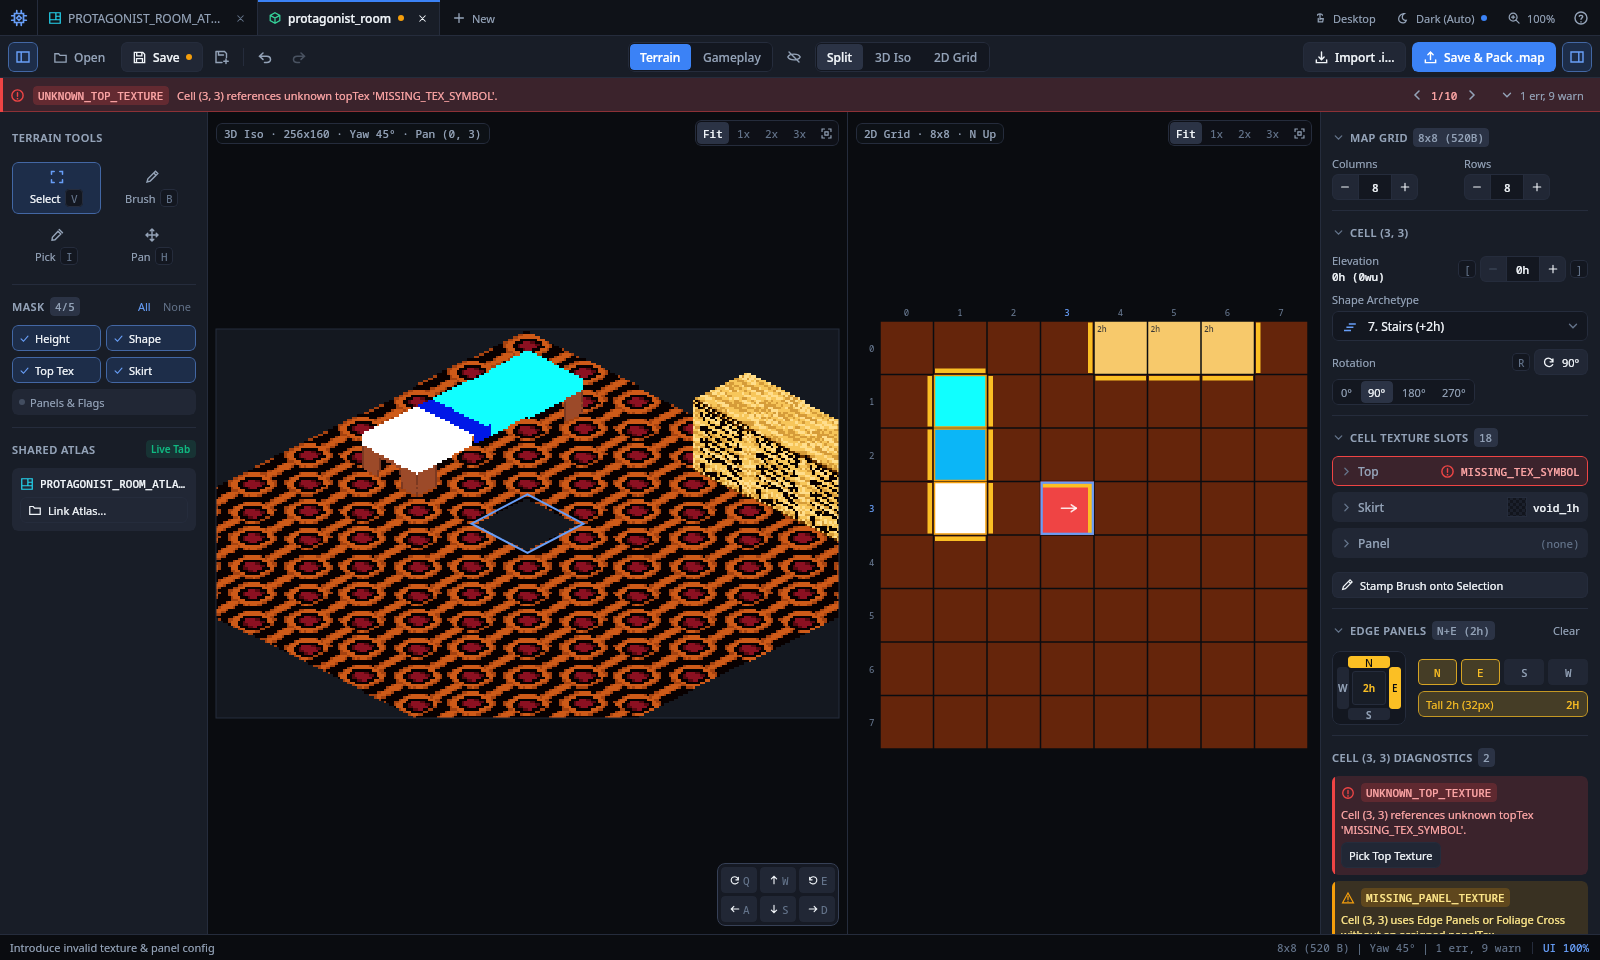 PROTAGONIST_ROOM_AT...
protagonist_room
New
Desktop
Dark (Auto)
100%
Open
Save
Terrain
Gameplay
Split
3D Iso
2D Grid
Import .i...
Save & Pack .map
UNKNOWN_TOP_TEXTURE Cell (3, 3) references unknown topTex 'MISSING_TEX_SYMBOL'.
1/10
1 err, 9 warn
TERRAIN TOOLS
Select V
Brush B
Pick I
Pan H
MASK 4/5 All None
Height
Shape
Top Tex
Skirt
Panels & Flags
SHARED ATLAS Live Tab
PROTAGONIST_ROOM_ATLA...
Link Atlas...
3D Iso · 256x160 · Yaw 45° · Pan (0, 3)
Fit 1x 2x 3x
Q W E
A S D
2D Grid · 8x8 · N Up
Fit 1x 2x 3x
0 1 2 3 4 5 6 7
0 2h 2h 2h
1
2
3
4
5
6
7
MAP GRID 8x8 (520B)
Columns Rows
− 8 + − 8 +
CELL (3, 3)
Elevation
0h (0wu)
[ − 0h + ]
Shape Archetype
7. Stairs (+2h)
Rotation R 90°
0° 90° 180° 270°
CELL TEXTURE SLOTS 18
Top MISSING_TEX_SYMBOL
Skirt void_1h
Panel (none)
Stamp Brush onto Selection
EDGE PANELS N+E (2h) Clear
N
W 2h E
S
N E S W
Tall 2h (32px) 2H
CELL (3, 3) DIAGNOSTICS 2
UNKNOWN_TOP_TEXTURE
Cell (3, 3) references unknown topTex
'MISSING_TEX_SYMBOL'.
Pick Top Texture
MISSING_PANEL_TEXTURE
Cell (3, 3) uses Edge Panels or Foliage Cross
without an assigned panelTex.
Introduce invalid texture & panel config
8x8 (520 B) | Yaw 45° | 1 err, 9 warn
UI 100%